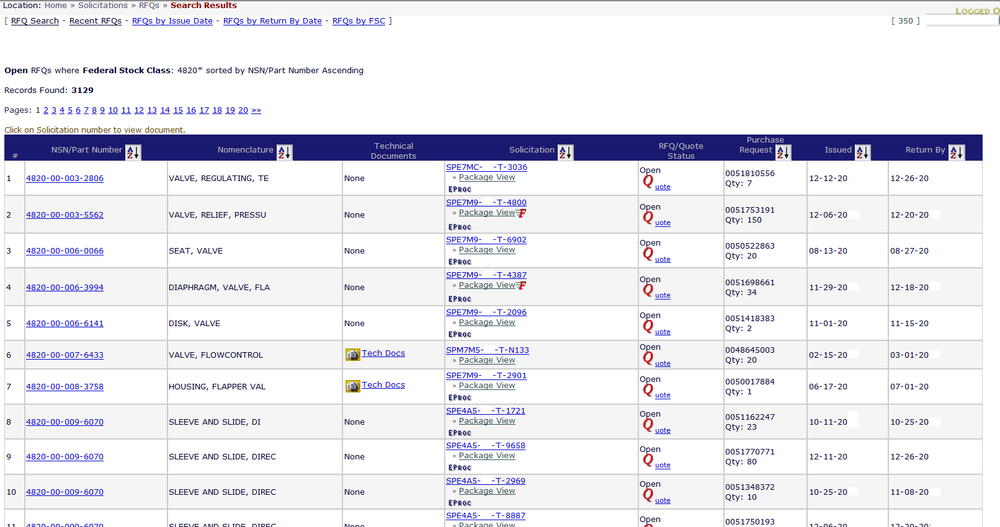 Location: Home » Solicitations » RFQs » Search Results
LOGGED O
[ RFQ Search - Recent RFQs - RFQs by Issue Date - RFQs by Return By Date - RFQs by FSC ]
[ 350 ]
Open RFQs where Federal Stock Class: 4820* sorted by NSN/Part Number Ascending
Records Found: 3129
Pages: 1 2 3 4 5 6 7 8 9 10 11 12 13 14 15 16 17 18 19 20 »»
Click on Solicitation number to view document.
# NSN/Part Number Nomenclature Technical Documents Solicitation RFQ/Quote Status Purchase Request Issued Return By
1 4820-00-003-2806 VALVE, REGULATING, TE None SPE7MC- -T-3036 Open 0051810556 12-12-20 12-26-20
» Package View Quote Qty: 7
EPROC
2 4820-00-003-5562 VALVE, RELIEF, PRESSU None SPE7M9- -T-4800 Open 0051753191 12-06-20 12-20-20
» Package View F Quote Qty: 150
EPROC
3 4820-00-006-0066 SEAT, VALVE None SPE7M9- -T-6902 Open 0050522863 08-13-20 08-27-20
» Package View Quote Qty: 20
EPROC
4 4820-00-006-3994 DIAPHRAGM, VALVE, FLA None SPE7M9- -T-4387 Open 0051698661 11-29-20 12-18-20
» Package View F Quote Qty: 34
EPROC
5 4820-00-006-6141 DISK, VALVE None SPE7M9- -T-2096 Open 0051418383 11-01-20 11-15-20
» Package View Quote Qty: 2
EPROC
6 4820-00-007-6433 VALVE, FLOWCONTROL Tech Docs SPM7M5- -T-N133 Open 0048645003 02-15-20 03-01-20
» Package View Quote Qty: 20
7 4820-00-008-3758 HOUSING, FLAPPER VAL Tech Docs SPE7M9- -T-2901 Open 0050017884 06-17-20 07-01-20
» Package View Quote Qty: 1
EPROC
8 4820-00-009-6070 SLEEVE AND SLIDE, DI None SPE4A5- -T-1721 Open 0051162247 10-11-20 10-25-20
» Package View Quote Qty: 23
EPROC
9 4820-00-009-6070 SLEEVE AND SLIDE, DIREC None SPE4A5- -T-9658 Open 0051770771 12-11-20 12-26-20
» Package View Quote Qty: 80
EPROC
10 4820-00-009-6070 SLEEVE AND SLIDE, DIREC None SPE4A5- -T-2969 Open 0051348372 10-25-20 11-08-20
» Package View Quote Qty: 10
EPROC
11 4820-00-009-6070 SLEEVE AND SLIDE, DIREC None SPE4A5- -T-8887 Open 0051750193 12-06-20 12-20-20
» Package View